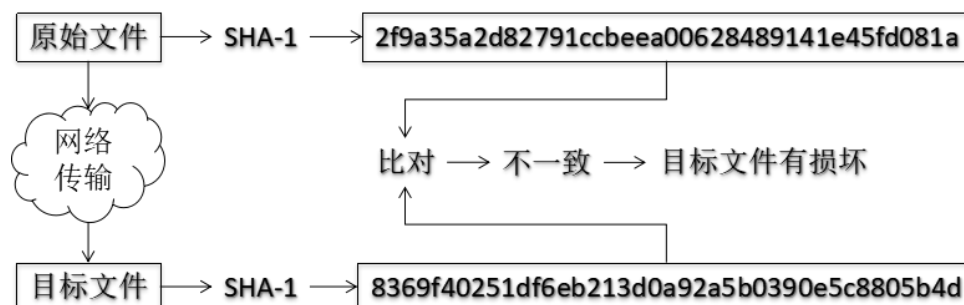 原始文件 SHA-1 2f9a35a2d82791ccbeea00628489141e45fd081a
网络
传输
比对 不一致 目标文件有损坏
目标文件 SHA-1 8369f40251df6eb213d0a92a5b0390e5c8805b4d